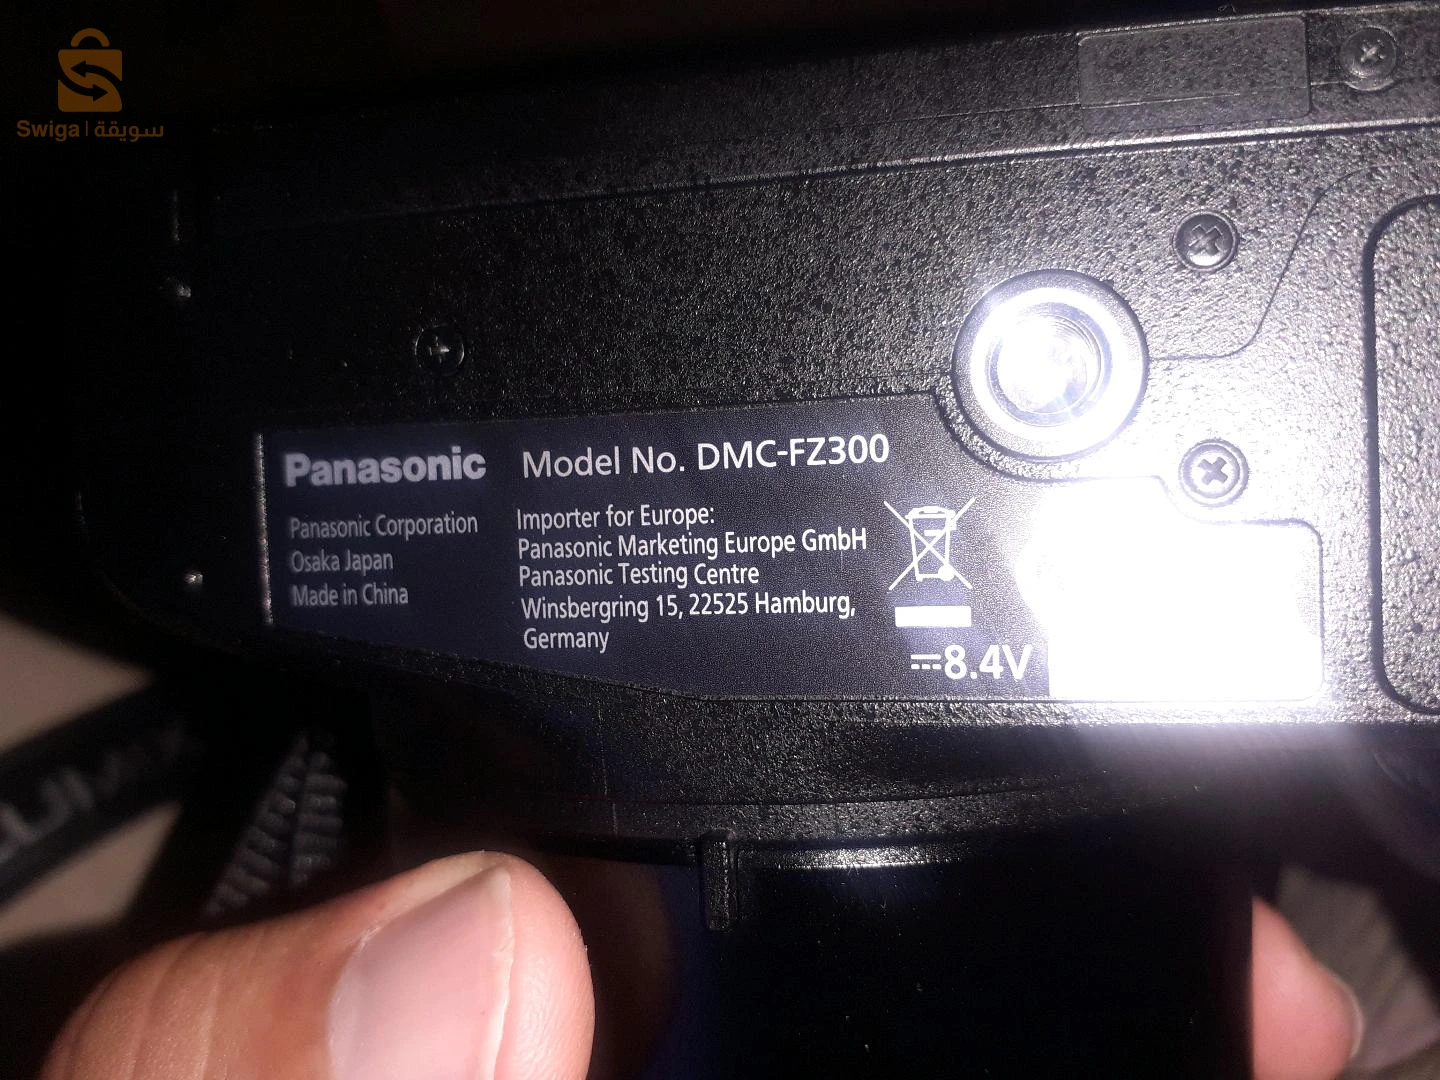 Swiga | سويقة
Panasonic
Model No. DMC-FZ300
Panasonic Corporation
Osaka Japan
Made in China
Importer for Europe:
Panasonic Marketing Europe GmbH
Panasonic Testing Centre
Winsbergring 15, 22525 Hamburg,
Germany
⎓8.4V
LUMIX